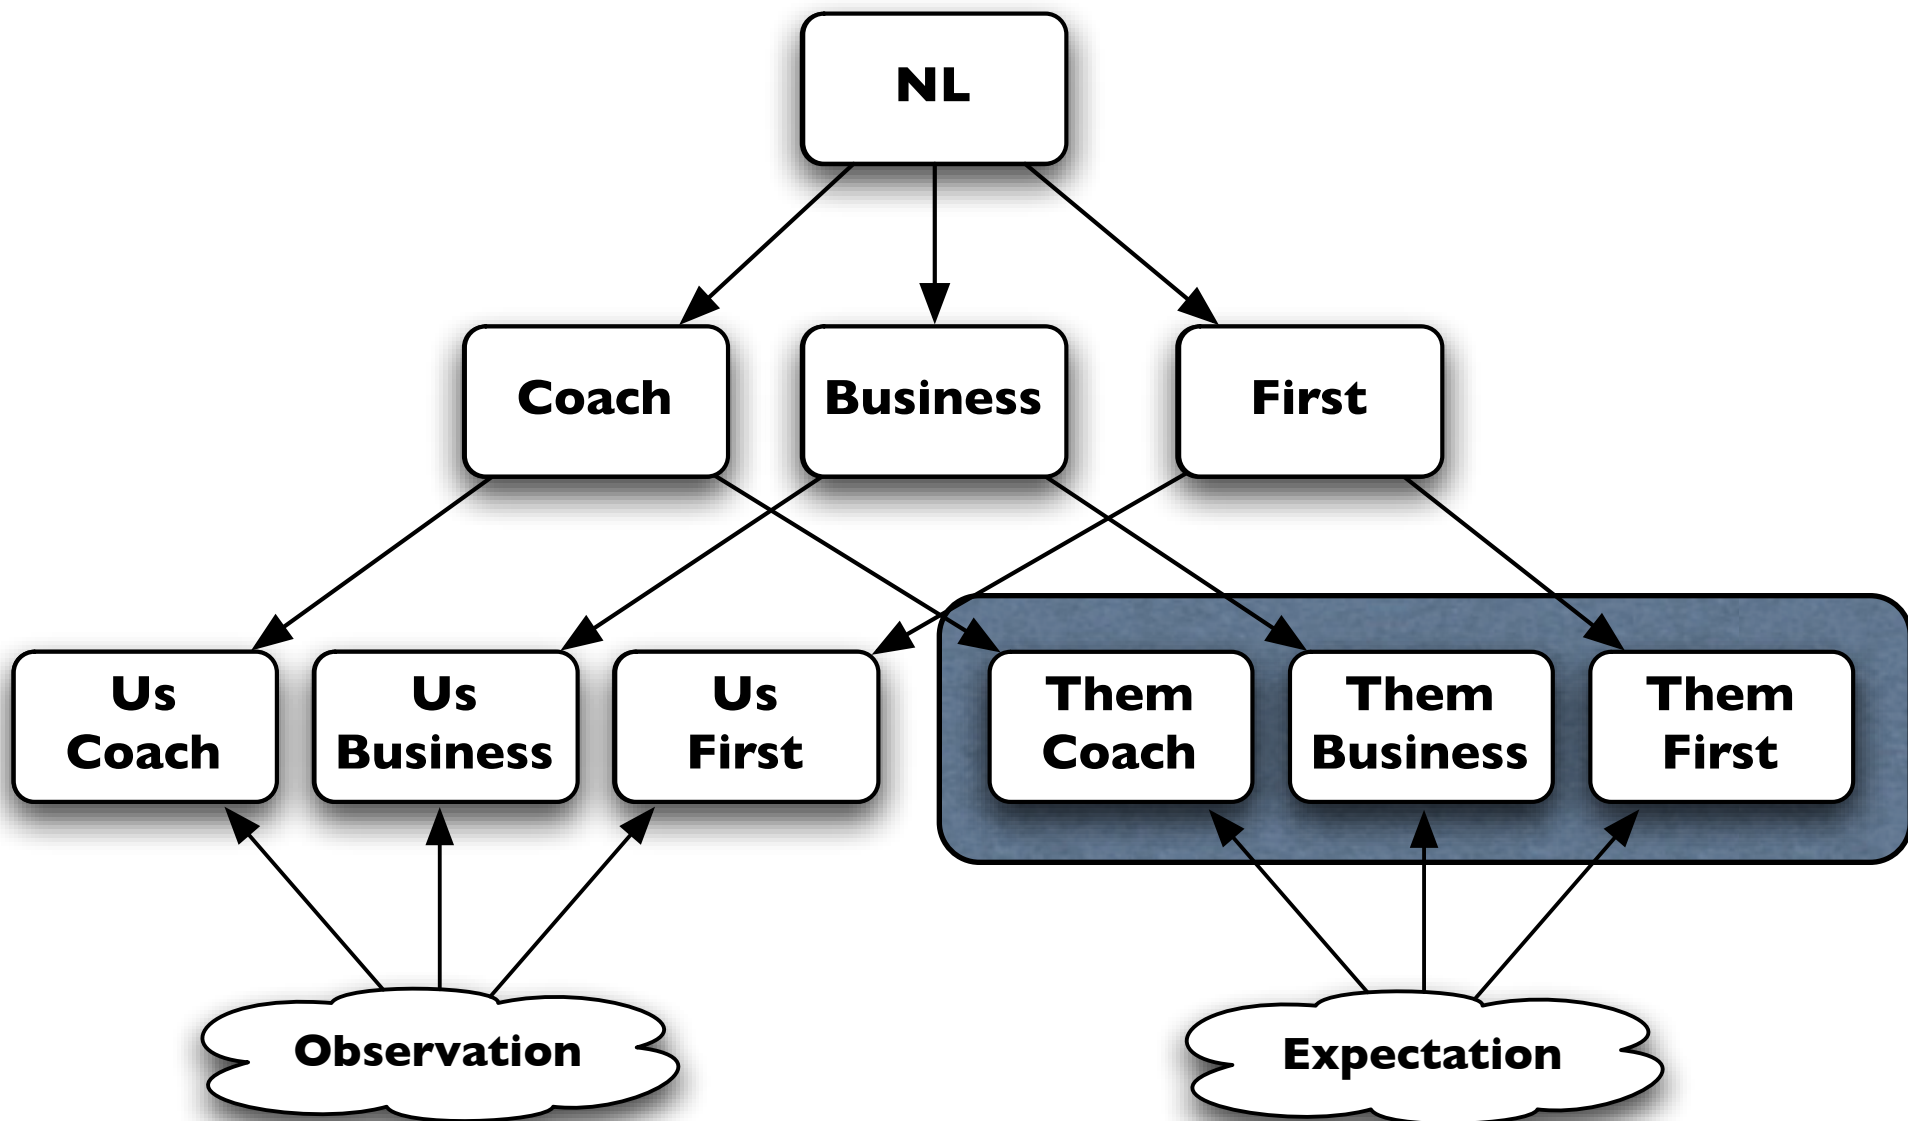 NL
Coach
Business
First
Us
Coach
Us
Business
Us
First
Them
Coach
Them
Business
Them
First
Observation
Expectation